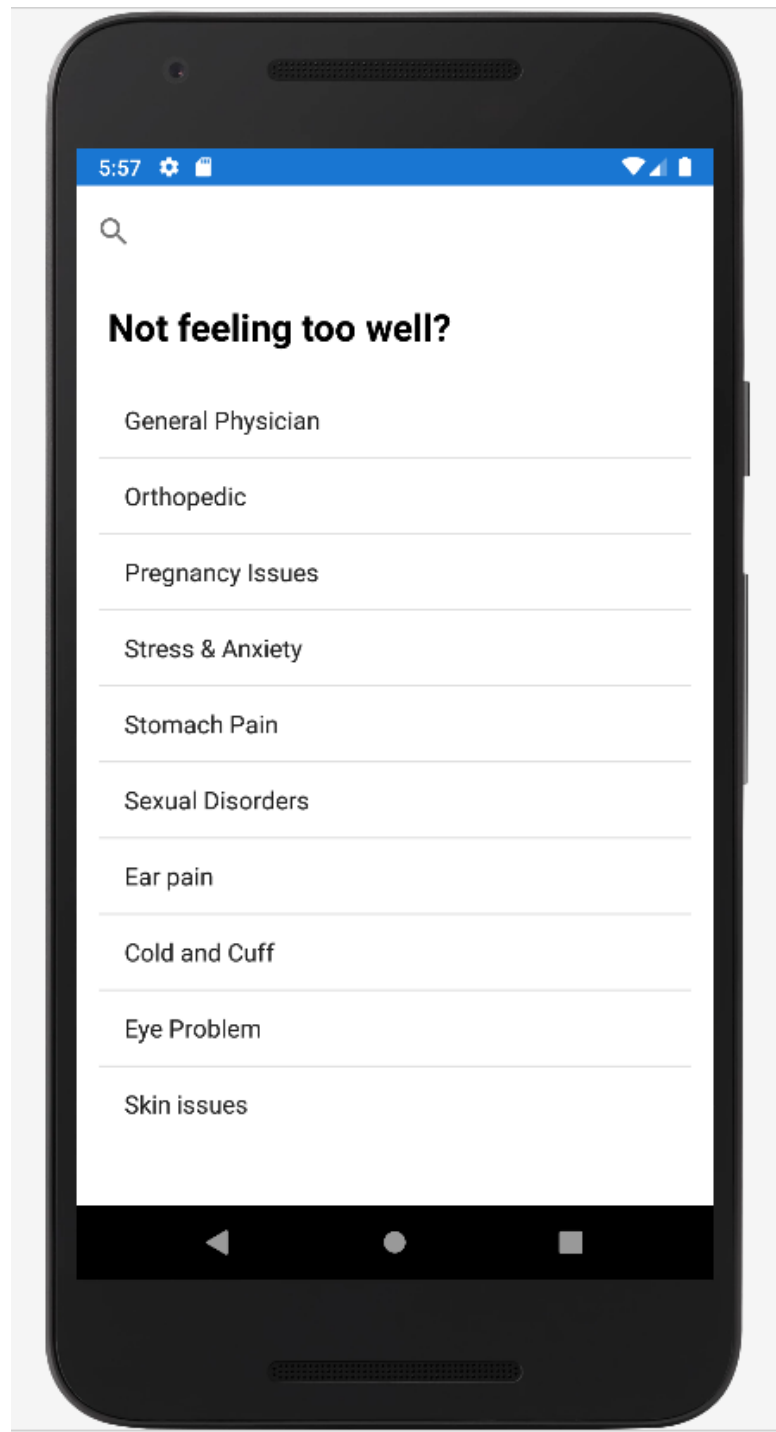 5:57
Not feeling too well?
General Physician
Orthopedic
Pregnancy Issues
Stress & Anxiety
Stomach Pain
Sexual Disorders
Ear pain
Cold and Cuff
Eye Problem
Skin issues